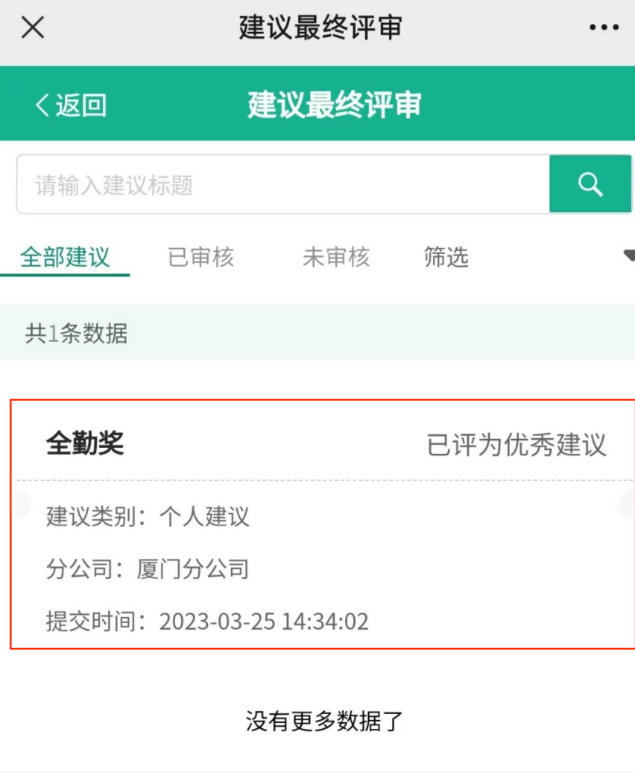 建议最终评审
返回 建议最终评审
请输入建议标题
全部建议 已审核 未审核 筛选
共1条数据
全勤奖 已评为优秀建议
建议类别：个人建议
分公司：厦门分公司
提交时间：2023-03-25 14:34:02
没有更多数据了